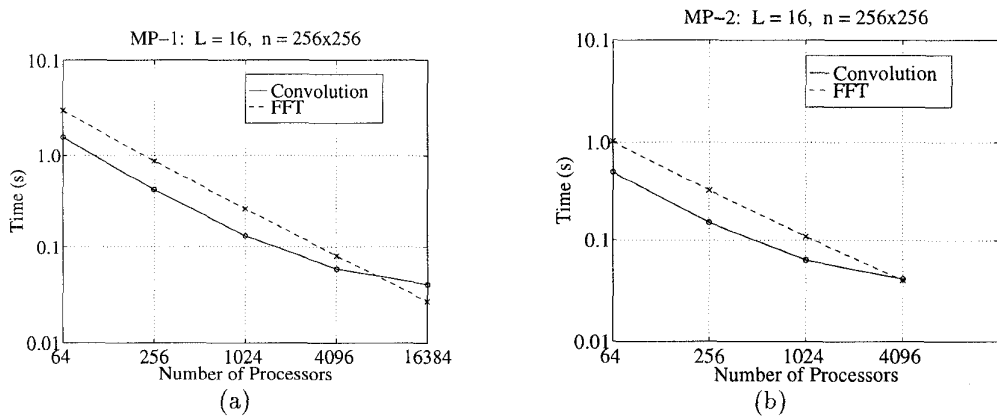 MP-1: L = 16, n = 256x256
10.1
1.0
0.1
0.01
Time (s)
Convolution
FFT
64 256 1024 4096 16384
Number of Processors
(a)
MP-2: L = 16, n = 256x256
10.1
1.0
0.1
0.01
Time (s)
Convolution
FFT
64 256 1024 4096
Number of Processors
(b)